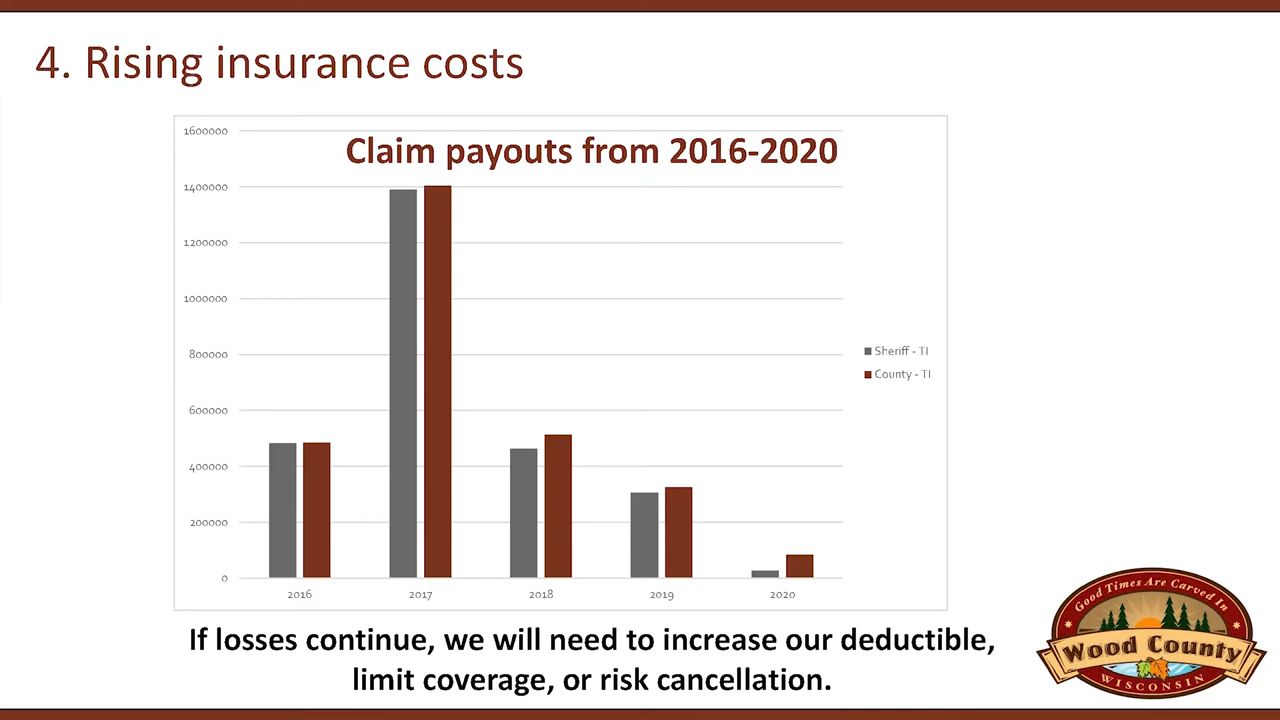 4. Rising insurance costs
Claim payouts from 2016-2020
1600000
1400000
1200000
1000000
800000
600000
400000
200000
0
2016 2017 2018 2019 2020
Sheriff - TI
County - TI
If losses continue, we will need to increase our deductible,
limit coverage, or risk cancellation.
Good Times Are Carved In
Wood County
WISCONSIN